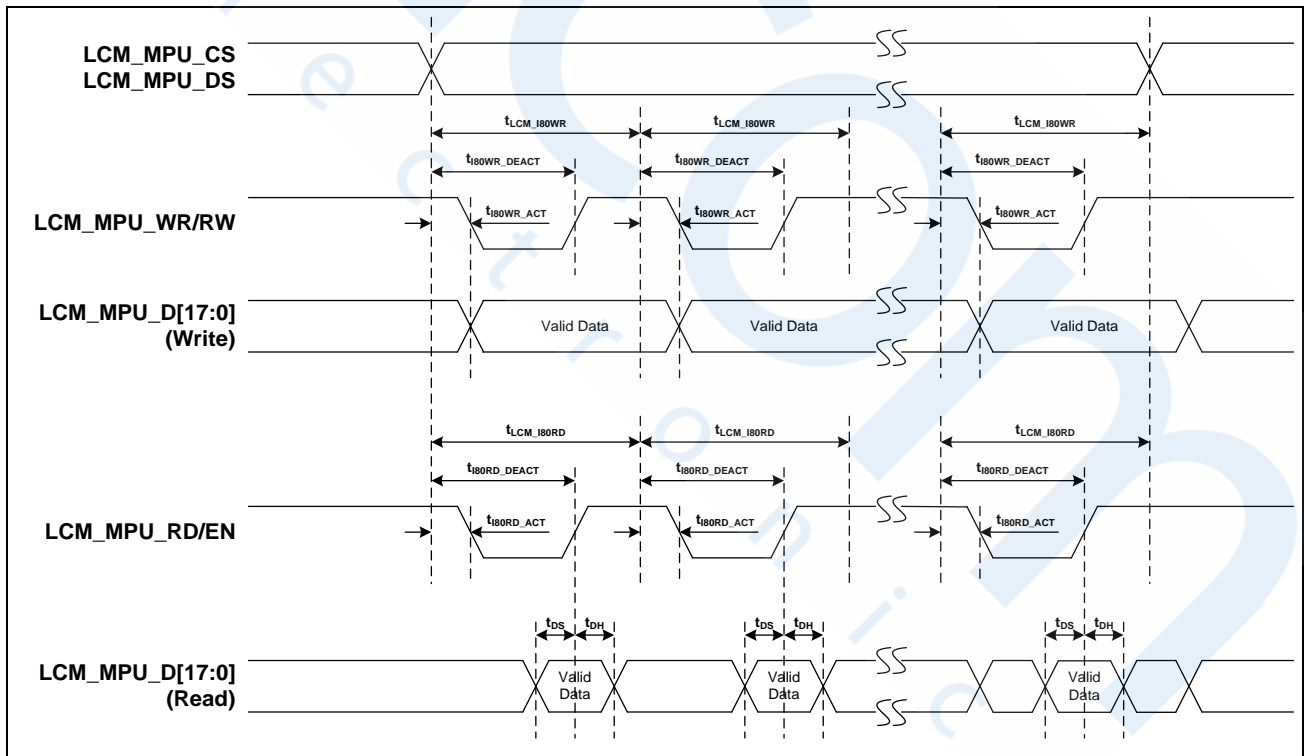 LCM_MPU_CS
LCM_MPU_DS
tLCM_I80WR tLCM_I80WR tLCM_I80WR
tI80WR_DEACT tI80WR_DEACT tI80WR_DEACT
tI80WR_ACT tI80WR_ACT tI80WR_ACT
LCM_MPU_WR/RW
LCM_MPU_D[17:0]
(Write)
Valid Data Valid Data Valid Data
tLCM_I80RD tLCM_I80RD tLCM_I80RD
tI80RD_DEACT tI80RD_DEACT tI80RD_DEACT
tI80RD_ACT tI80RD_ACT tI80RD_ACT
LCM_MPU_RD/EN
tDS tDH tDS tDH tDS tDH
LCM_MPU_D[17:0]
(Read)
Valid Valid Valid
Data Data Data